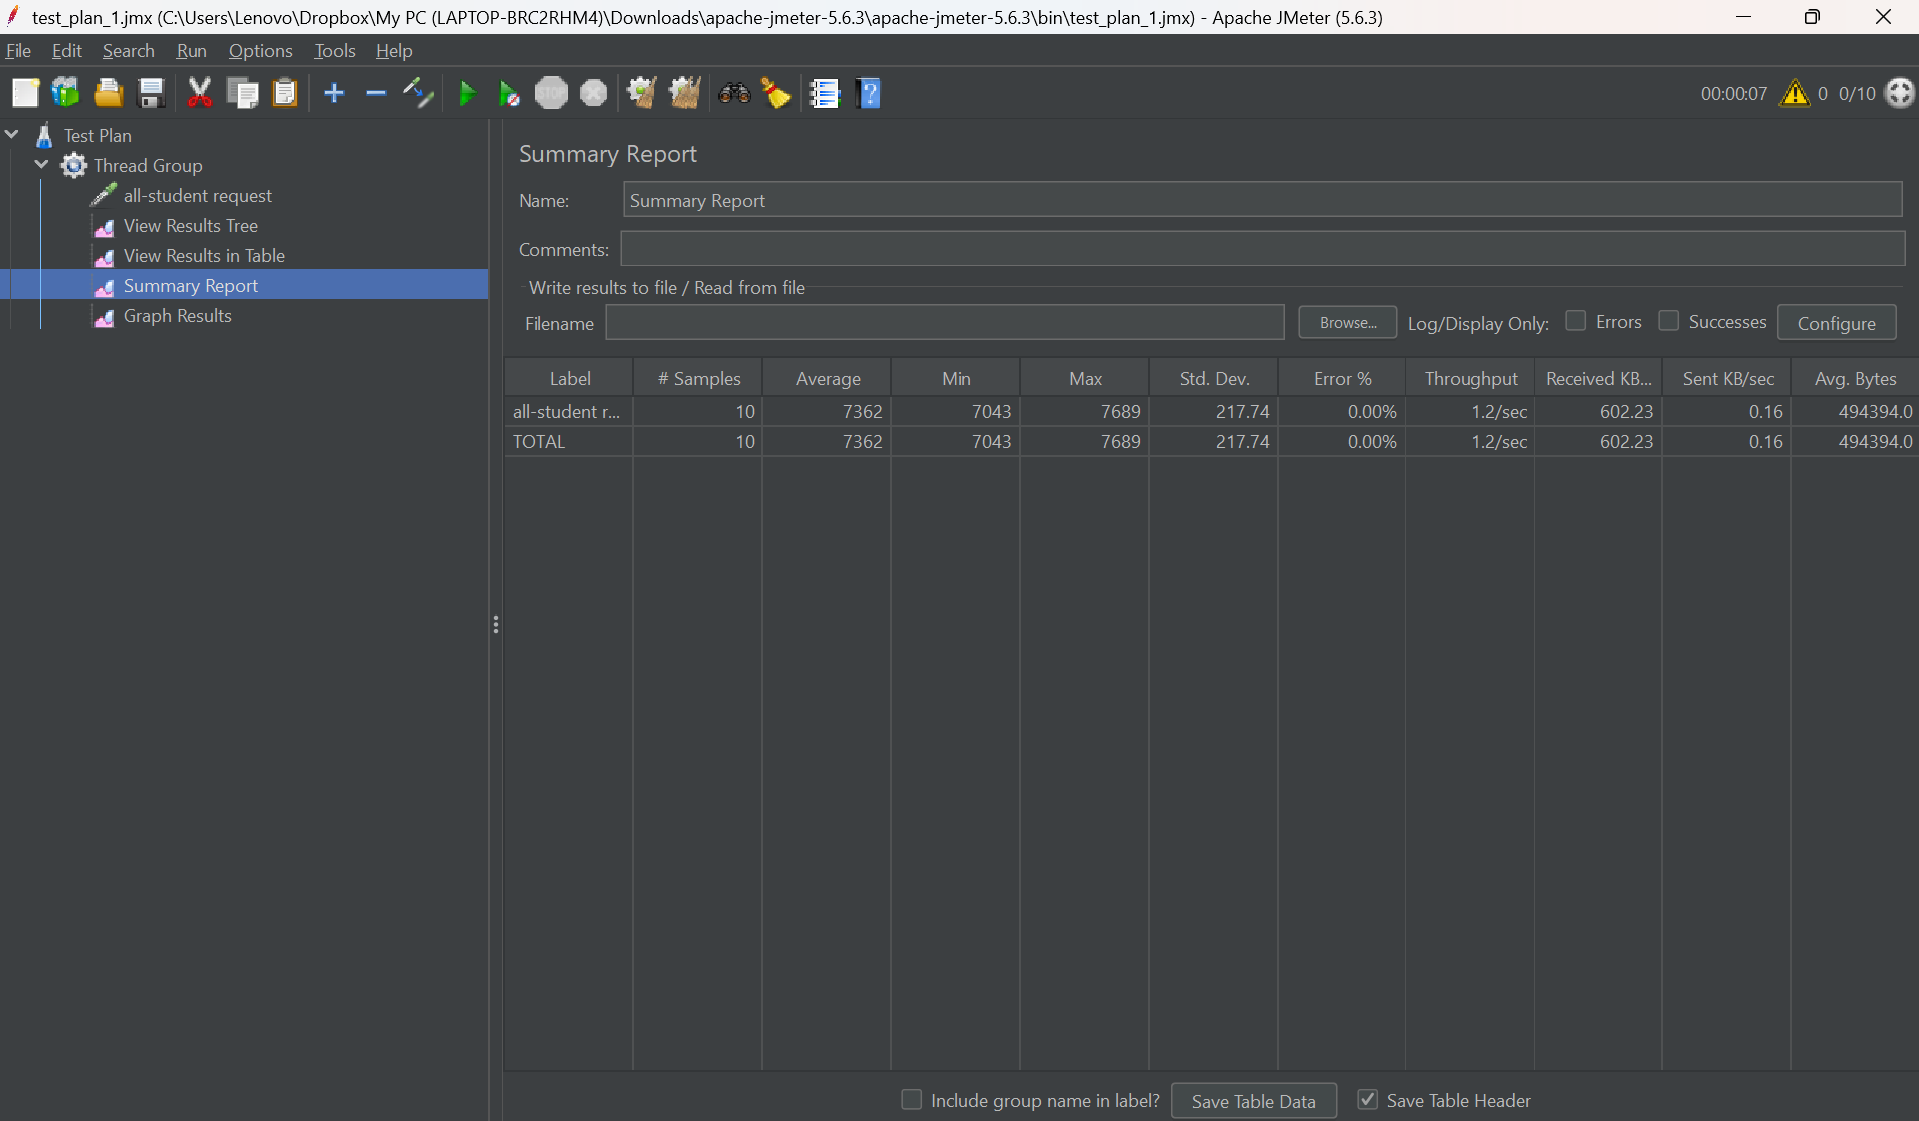 test_plan_1.jmx (C:\Users\Lenovo\Dropbox\My PC (LAPTOP-BRC2RHM4)\Downloads\apache-jmeter-5.6.3\apache-jmeter-5.6.3\bin\test_plan_1.jmx) - Apache JMeter (5.6.3)
File Edit Search Run Options Tools Help
STOP ? 00:00:07 0 0/10
Test Plan
Thread Group
all-student request
View Results Tree
View Results in Table
Summary Report
Graph Results
Summary Report
Name: Summary Report
Comments:
Write results to file / Read from file
Filename Browse... Log/Display Only: Errors Successes Configure
Label # Samples Average Min Max Std. Dev. Error % Throughput Received KB... Sent KB/sec Avg. Bytes
all-student r... 10 7362 7043 7689 217.74 0.00% 1.2/sec 602.23 0.16 494394.0
TOTAL 10 7362 7043 7689 217.74 0.00% 1.2/sec 602.23 0.16 494394.0
Include group name in label? Save Table Data Save Table Header